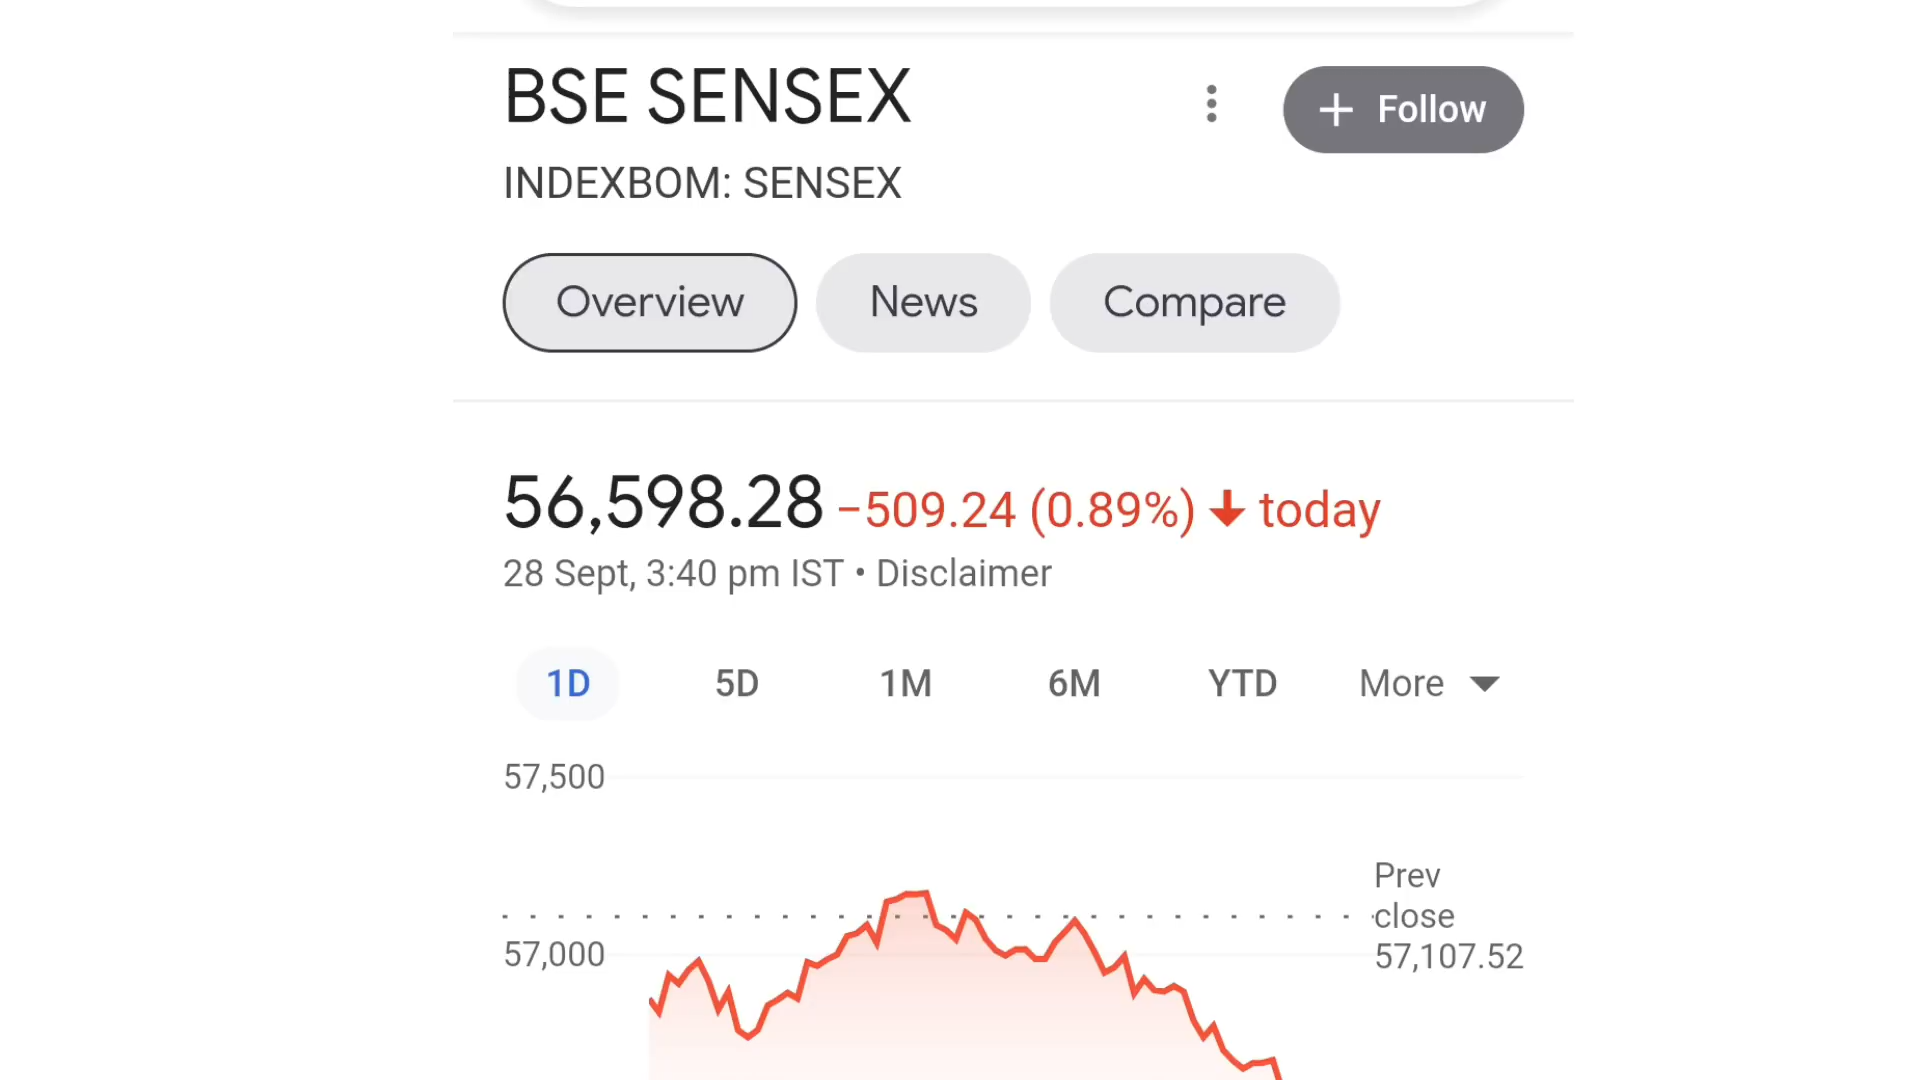 BSE SENSEX
+ Follow
INDEXBOM: SENSEX
Overview
News
Compare
56,598.28 −509.24 (0.89%) ↓ today
28 Sept, 3:40 pm IST • Disclaimer
1D 5D 1M 6M YTD More
57,500
Prev
close
57,107.52
57,000